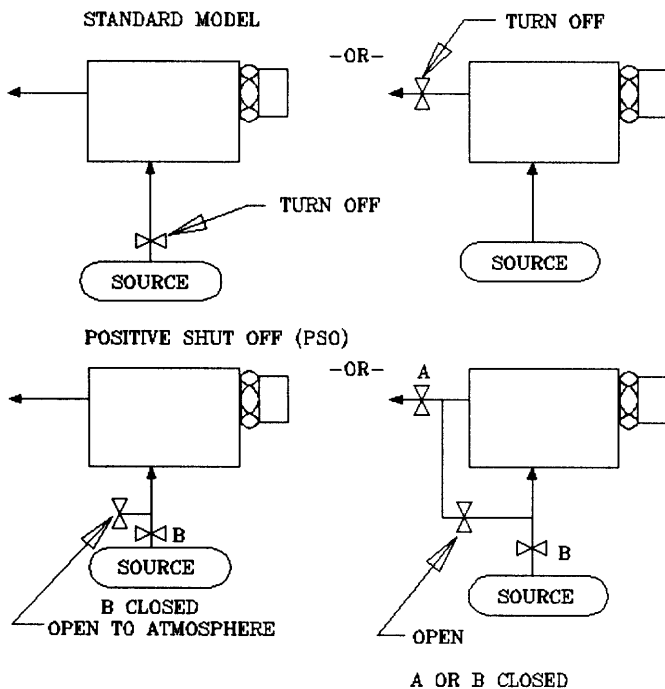 STANDARD MODEL
TURN OFF
-OR-
TURN OFF
SOURCE
SOURCE
POSITIVE SHUT OFF (PSO)
-OR-
A
B
SOURCE
B CLOSED
OPEN TO ATMOSPHERE
B
SOURCE
OPEN
A OR B CLOSED